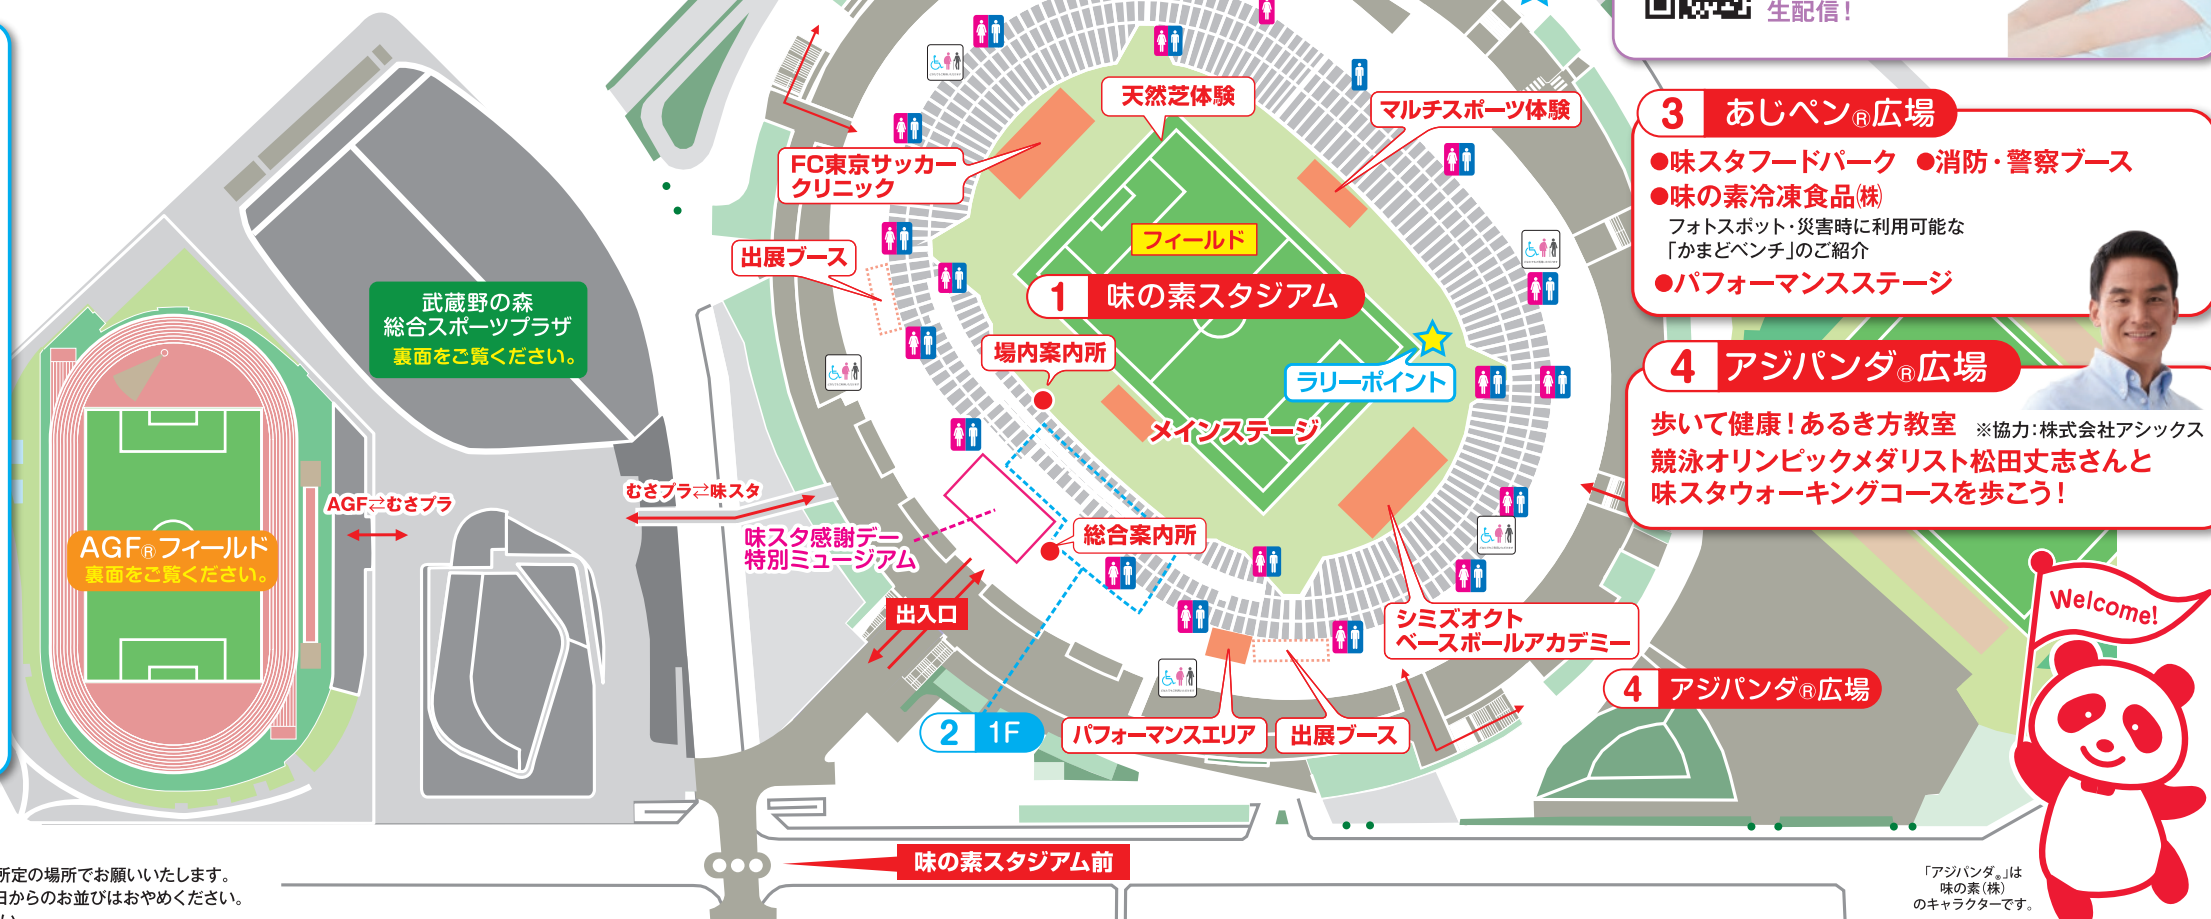 生配信！
3 あじペン®広場
●味スタフードパーク ●消防・警察ブース
●味の素冷凍食品㈱
フォトスポット・災害時に利用可能な
「かまどベンチ」のご紹介
●パフォーマンスステージ
4 アジパンダ®広場
歩いて健康！あるき方教室 ※協力：株式会社アシックス
競泳オリンピックメダリスト松田丈志さんと
味スタウォーキングコースを歩こう！
天然芝体験
マルチスポーツ体験
FC東京サッカー
クリニック
フィールド
出展ブース
1 味の素スタジアム
武蔵野の森
総合スポーツプラザ
裏面をご覧ください。
場内案内所
ラリーポイント
メインステージ
AGF⇄むさプラ
むさプラ⇄味スタ
AGF®フィールド
裏面をご覧ください。
味スタ感謝デー
特別ミュージアム
総合案内所
出入口
シミズオクト
ベースボールアカデミー
4 アジパンダ®広場
2 1F
パフォーマンスエリア
出展ブース
Welcome!
味の素スタジアム前
所定の場所でお願いいたします。
日からのお並びはおやめください。
い。
「アジパンダ®」は
味の素（株）
のキャラクターです。